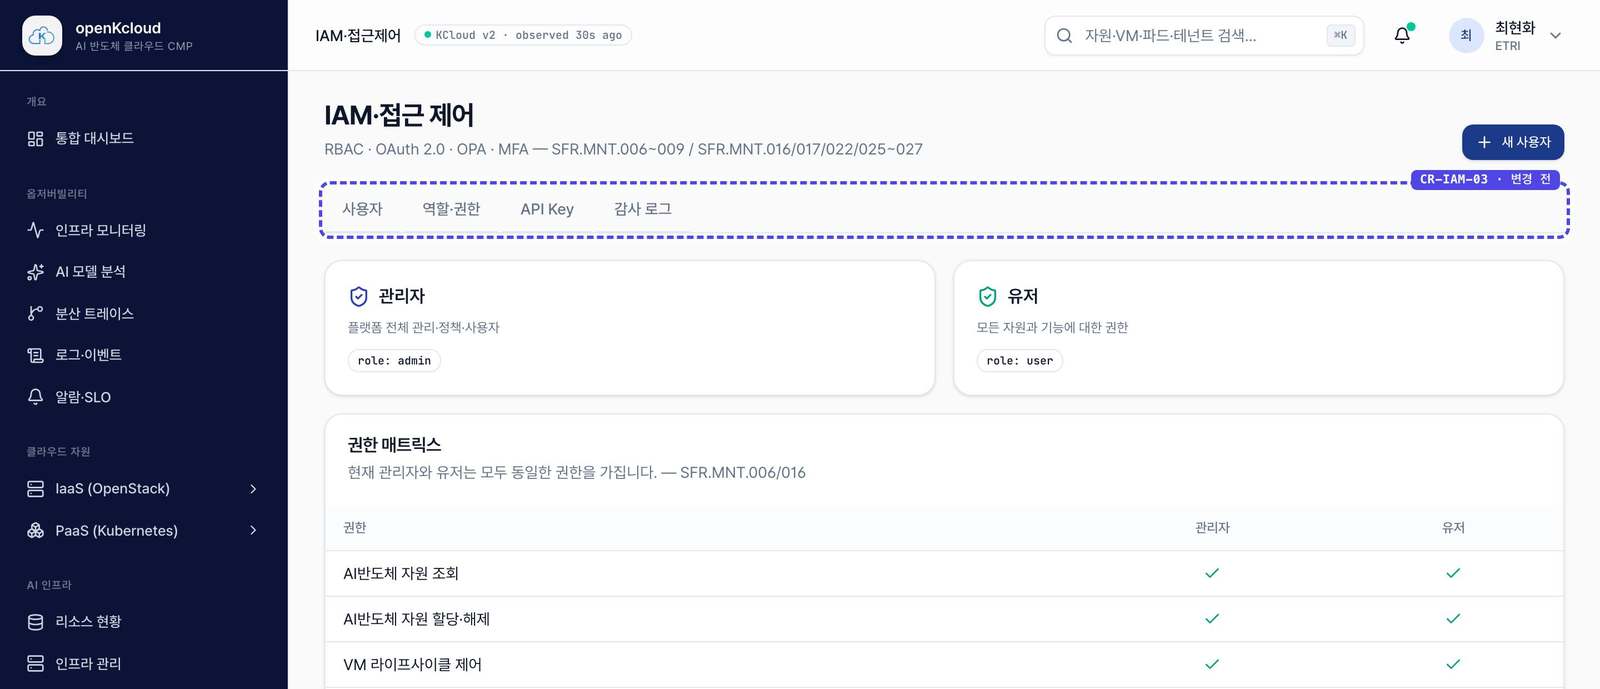 openKcloud
AI 반도체 클라우드 CMP
개요
통합 대시보드
옵저버빌리티
인프라 모니터링
AI 모델 분석
분산 트레이스
로그·이벤트
알람·SLO
클라우드 자원
IaaS (OpenStack)
PaaS (Kubernetes)
AI 인프라
리소스 현황
인프라 관리
IAM·접근제어
KCloud v2 · observed 30s ago
자원·VM·파드·테넌트 검색...
⌘K
최
최현화
ETRI
IAM·접근 제어
RBAC · OAuth 2.0 · OPA · MFA — SFR.MNT.006~009 / SFR.MNT.016/017/022/025~027
새 사용자
CR-IAM-03 · 변경 전
사용자 역할·권한 API Key 감사 로그
관리자
플랫폼 전체 관리·정책·사용자
role: admin
유저
모든 자원과 기능에 대한 권한
role: user
권한 매트릭스
현재 관리자와 유저는 모두 동일한 권한을 가집니다. — SFR.MNT.006/016
권한 관리자 유저
AI반도체 자원 조회
AI반도체 자원 할당·해제
VM 라이프사이클 제어